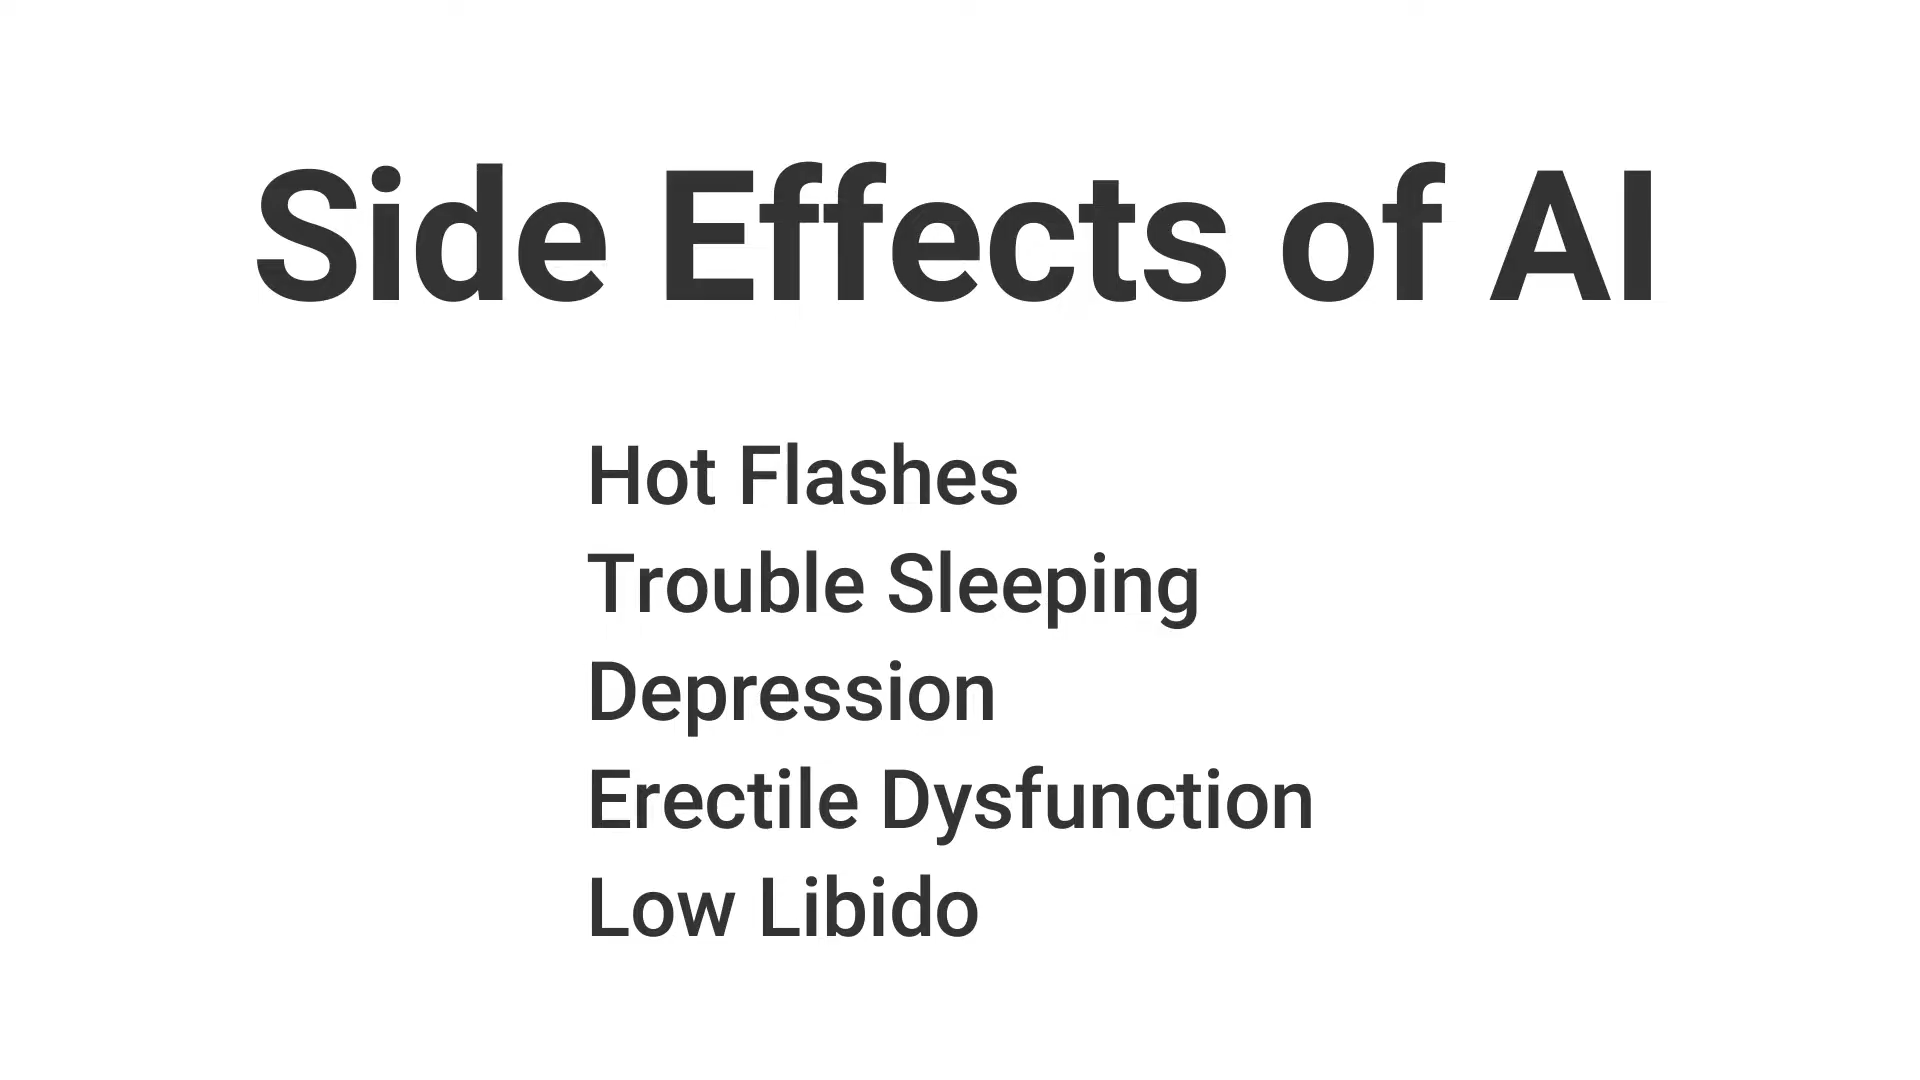 Side Effects of AI
Hot Flashes
Trouble Sleeping
Depression
Erectile Dysfunction
Low Libido